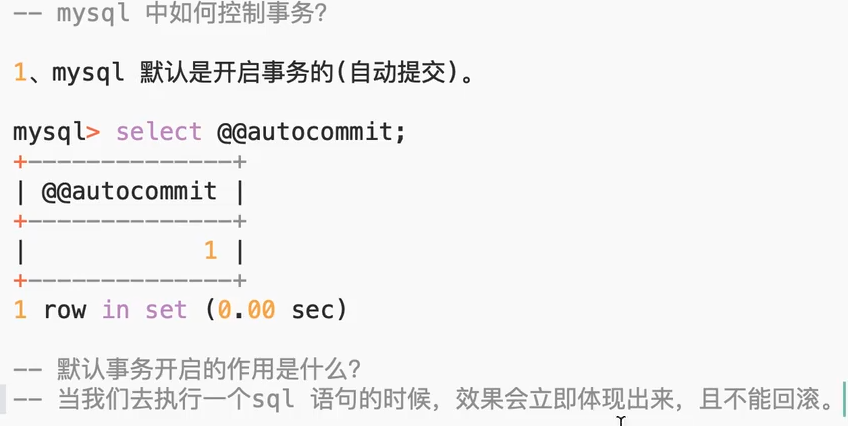 -- mysql 中如何控制事务?
1、mysql 默认是开启事务的(自动提交)。
mysql> select @@autocommit;
+--------------+
| @@autocommit |
+--------------+
|            1 |
+--------------+
1 row in set (0.00 sec)
-- 默认事务开启的作用是什么?
-- 当我们去执行一个sql 语句的时候，效果会立即体现出来，且不能回滚。